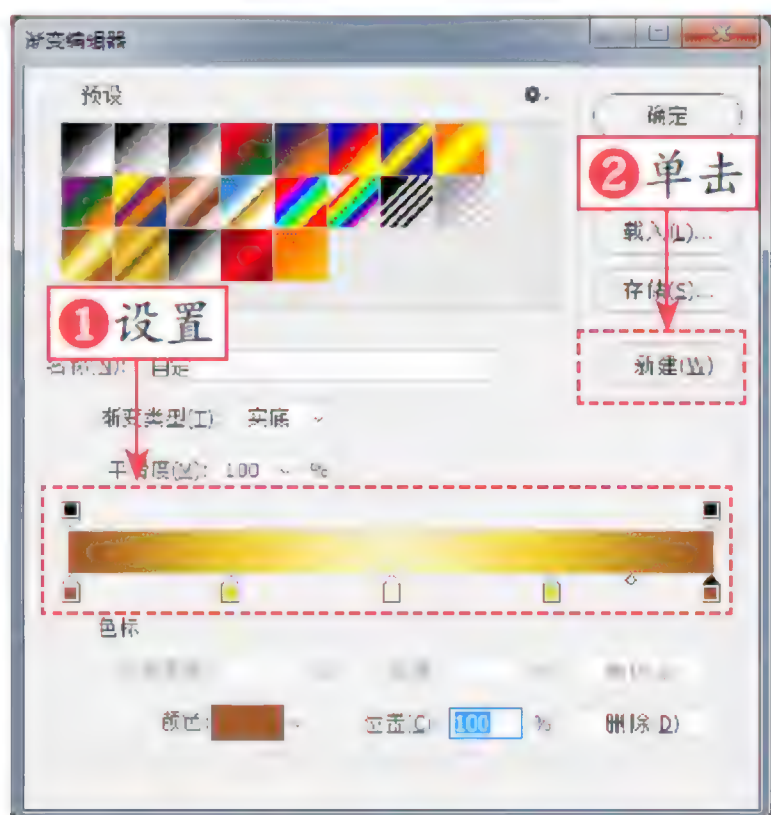 渐变编辑器
预设
确定
❷单击
载入(L)...
存储(S)...
❶设置
名称(N): 自定
新建(W)
渐变类型(T): 实底
平滑度(M): 100 %
色标
颜色: 位置(C): 100 % 删除(D)